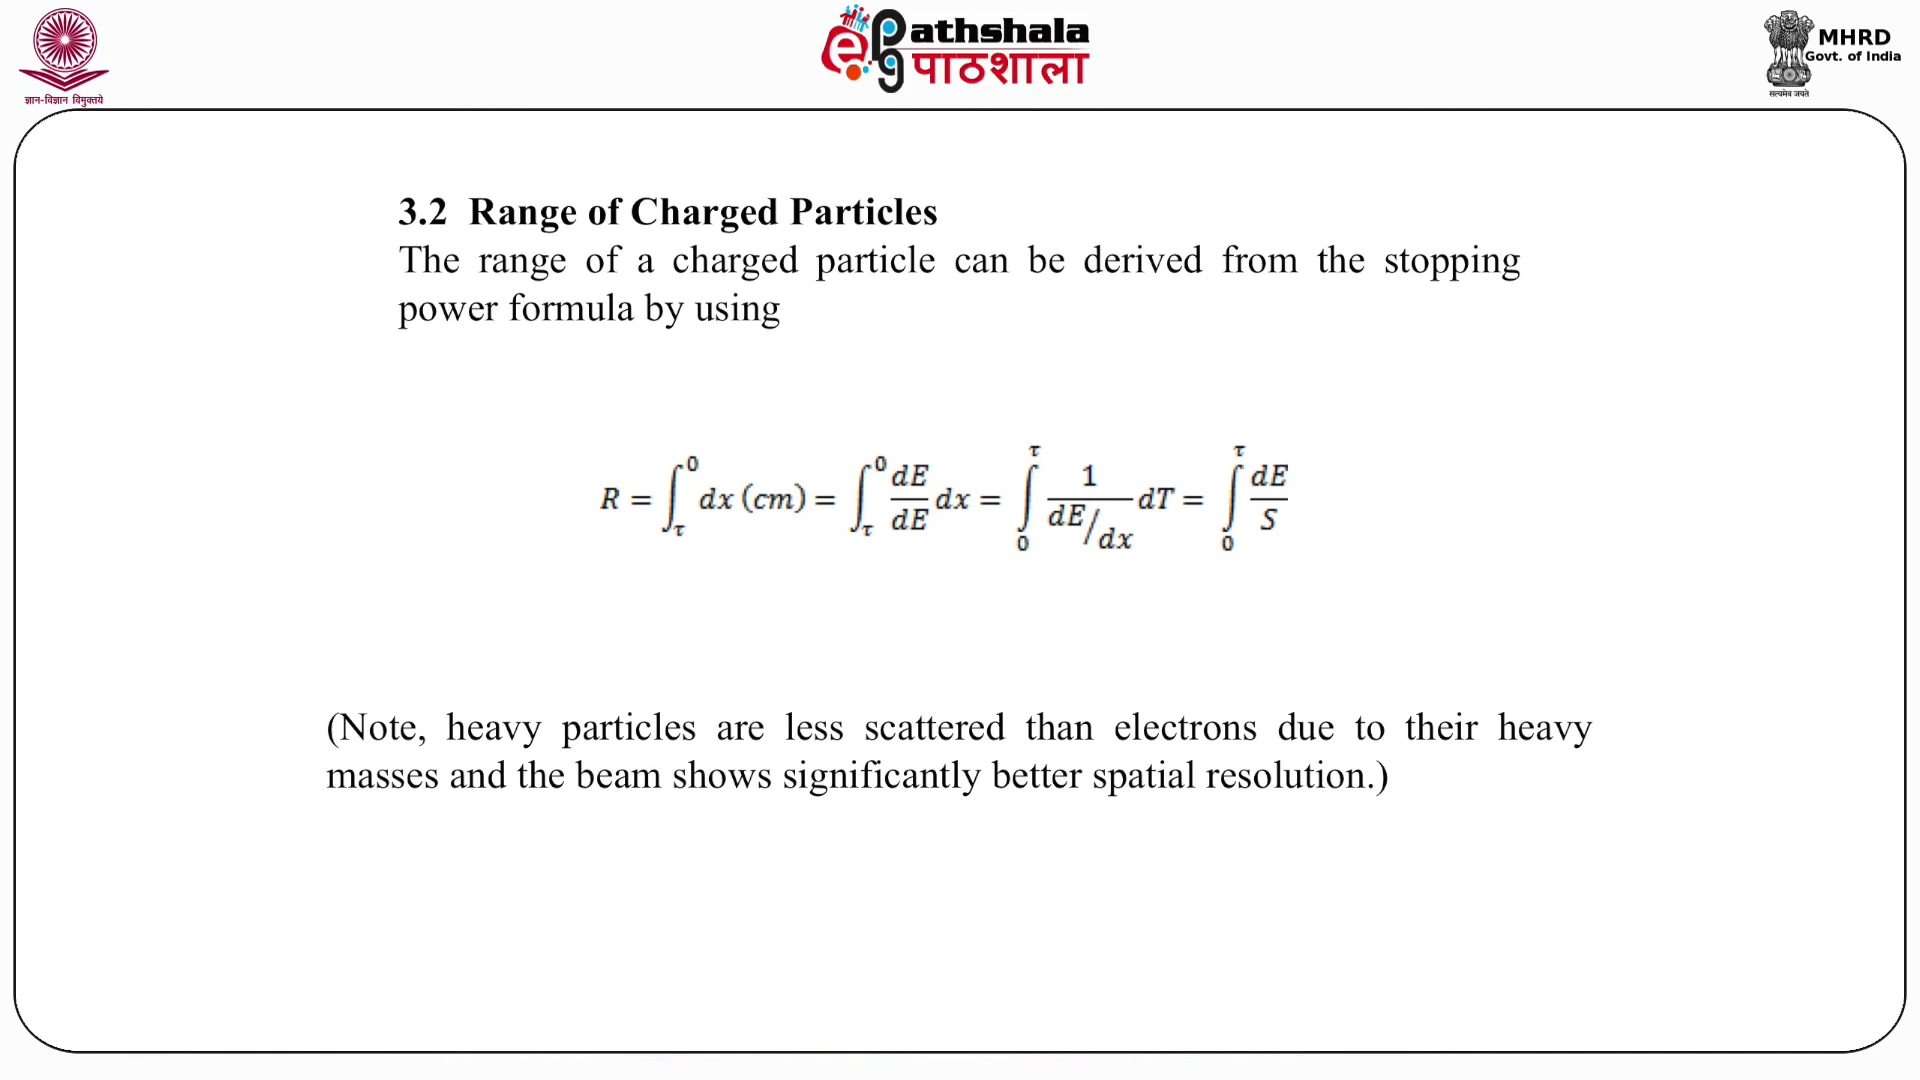 ज्ञान-विज्ञान विमुक्तये
ePG athshala
पाठशाला
MHRD
Govt. of India
सत्यमेव जयते
3.2 Range of Charged Particles
The range of a charged particle can be derived from the stopping
power formula by using
R = ∫_τ^0 dx (cm) = ∫_τ^0 dE/dE dx = ∫_0^τ 1/(dE/dx) dT = ∫_0^τ dE/S
(Note, heavy particles are less scattered than electrons due to their heavy
masses and the beam shows significantly better spatial resolution.)